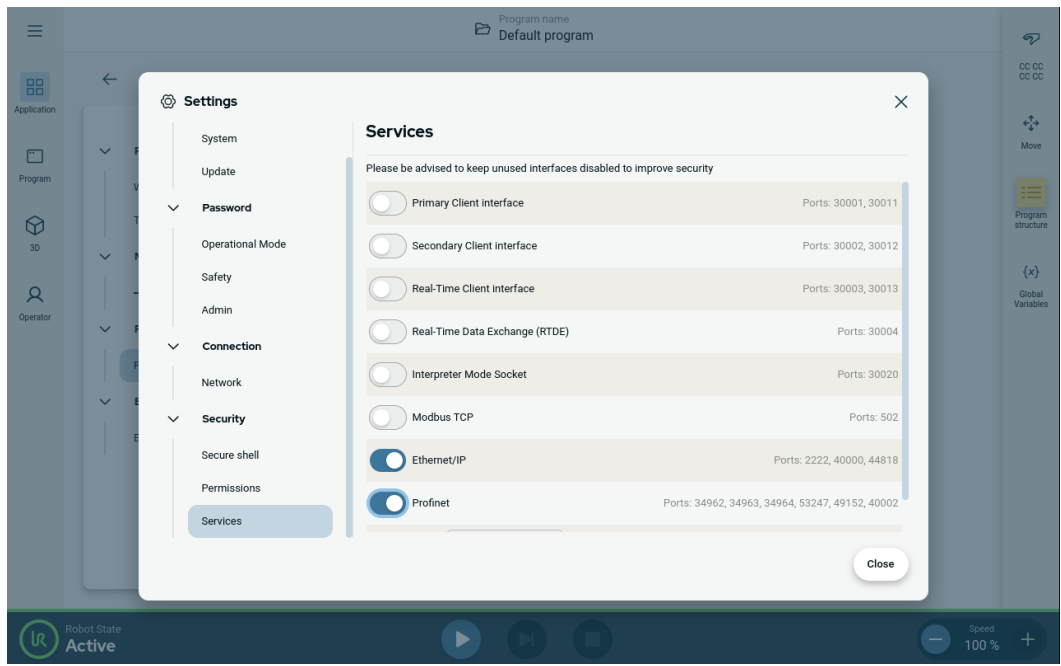 Program name
Default program
Application
Program
3D
Operator
Settings
System
Update
Password
Operational Mode
Safety
Admin
Connection
Network
Security
Secure shell
Permissions
Services
Services
Please be advised to keep unused interfaces disabled to improve security
Primary Client interface Ports: 30001, 30011
Secondary Client interface Ports: 30002, 30012
Real-Time Client interface Ports: 30003, 30013
Real-Time Data Exchange (RTDE) Ports: 30004
Interpreter Mode Socket Ports: 30020
Modbus TCP Ports: 502
Ethernet/IP Ports: 2222, 40000, 44818
Profinet Ports: 34962, 34963, 34964, 53247, 49152, 40002
Close
CC CC
CC CC
Move
Program
structure
{x}
Global
Variables
UR
Robot State
Active
Speed
100 %